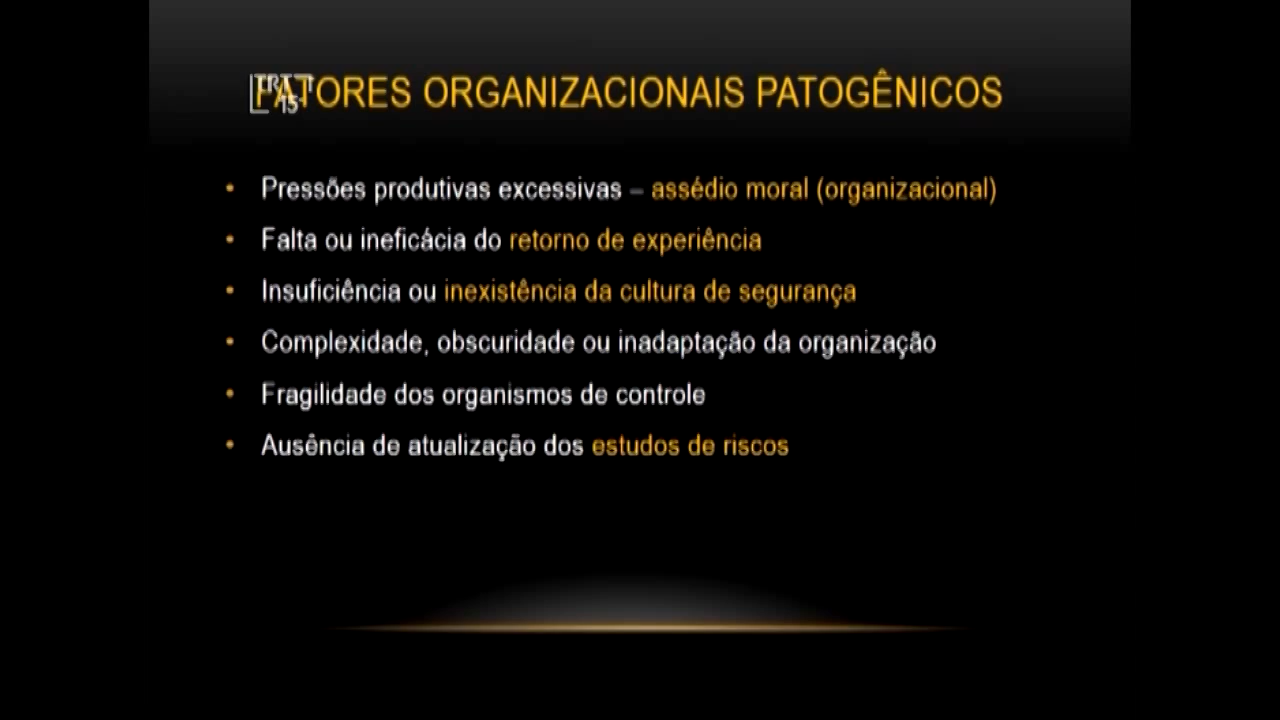 FATORES ORGANIZACIONAIS PATOGÊNICOS
TRT
15
• Pressões produtivas excessivas – assédio moral (organizacional)
• Falta ou ineficácia do retorno de experiência
• Insuficiência ou inexistência da cultura de segurança
• Complexidade, obscuridade ou inadaptação da organização
• Fragilidade dos organismos de controle
• Ausência de atualização dos estudos de riscos